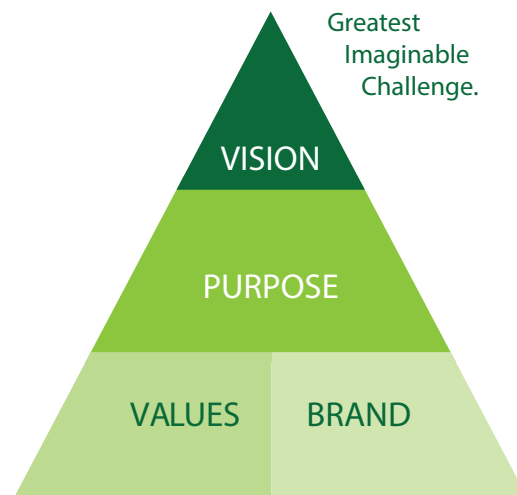 Greatest
Imaginable
Challenge.
VISION
PURPOSE
VALUES BRAND